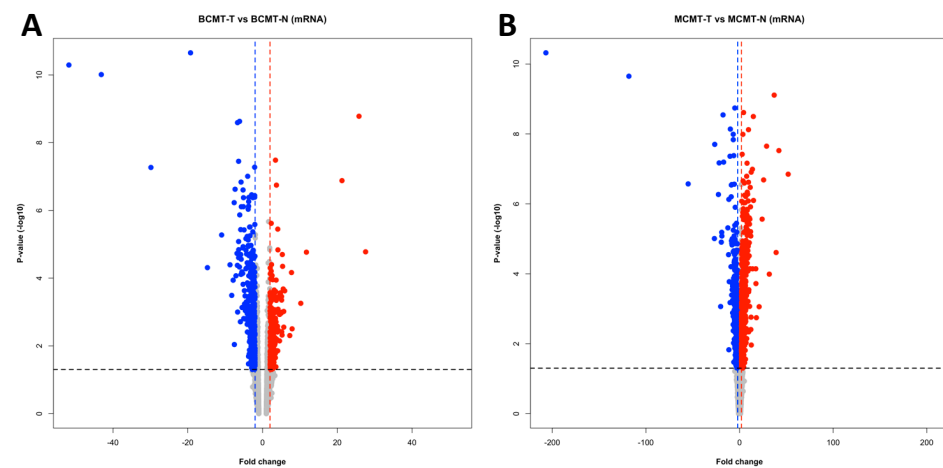 A
BCMT-T vs BCMT-N (mRNA)
P-value (-log10)
10
8
6
4
2
0
-40 -20 0 20 40
Fold change
B
MCMT-T vs MCMT-N (mRNA)
P-value (-log10)
10
8
6
4
2
0
-200 -100 0 100 200
Fold change